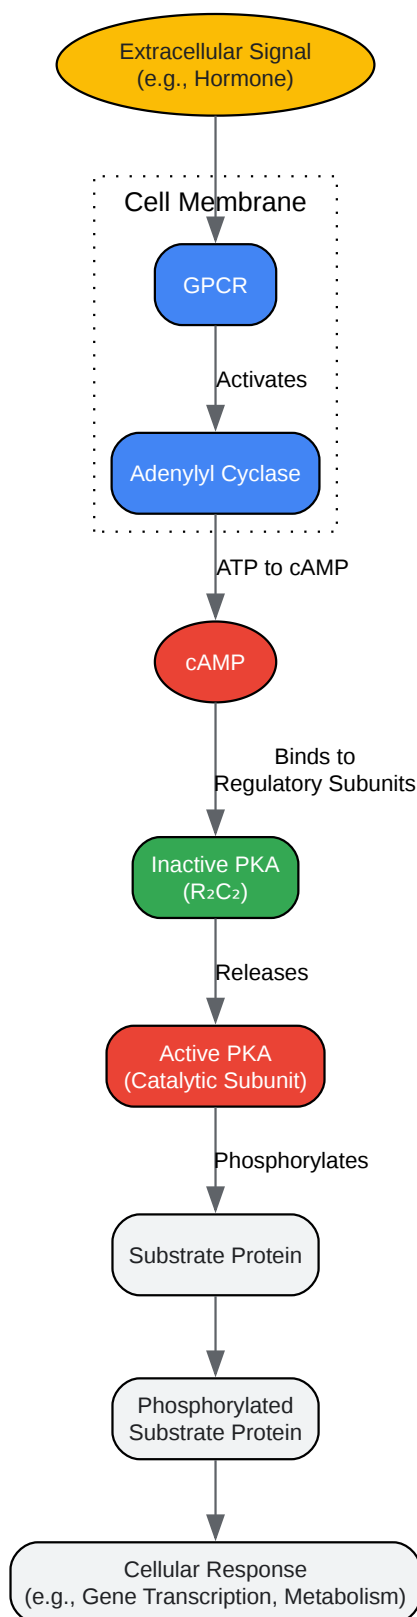 Extracellular Signal
(e.g., Hormone)
Cell Membrane
GPCR
Activates
Adenylyl Cyclase
ATP to cAMP
cAMP
Binds to
Regulatory Subunits
Inactive PKA
(R₂C₂)
Releases
Active PKA
(Catalytic Subunit)
Phosphorylates
Substrate Protein
Phosphorylated
Substrate Protein
Cellular Response
(e.g., Gene Transcription, Metabolism)